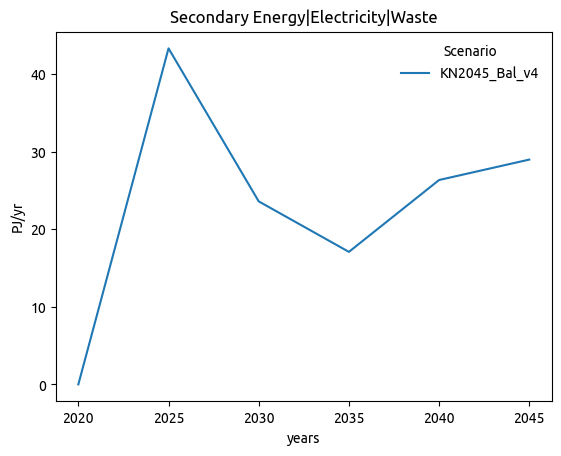 Secondary Energy|Electricity|Waste
Scenario
KN2045_Bal_v4
PJ/yr
40
30
20
10
0
2020 2025 2030 2035 2040 2045
years